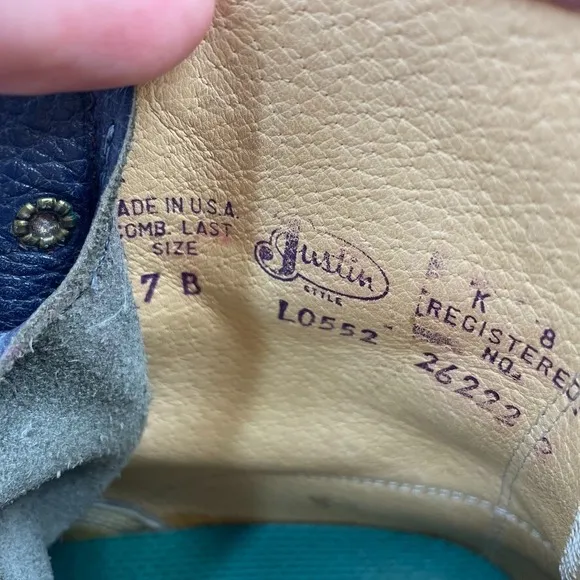 ADE IN U.S.A.
COMB. LAST
SIZE
7 B
Justin
STYLE
L0552
K 8
REGISTERED
NO.
26222